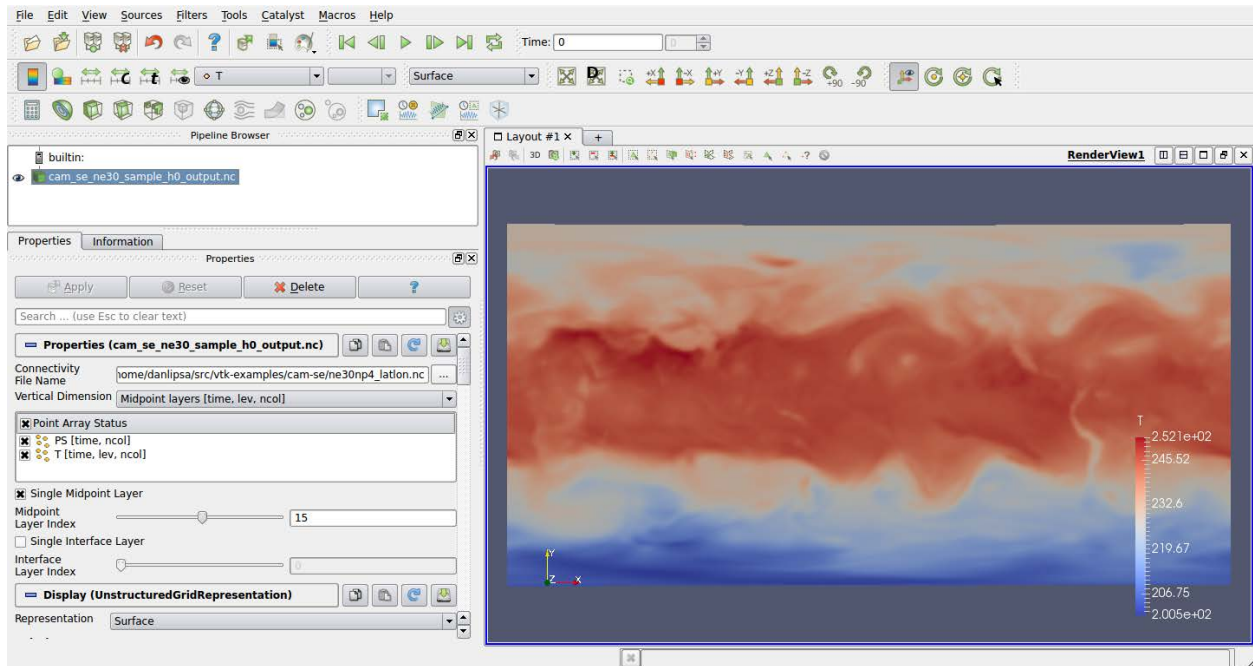 File Edit View Sources Filters Tools Catalyst Macros Help
Time: 0 0
T Surface +X -X +Y -Y +Z -Z +90 -90
Pipeline Browser
builtin:
cam_se_ne30_sample_h0_output.nc
Properties Information
Properties
Apply Reset Delete ?
Search ... (use Esc to clear text)
Properties (cam_se_ne30_sample_h0_output.nc)
Connectivity
File Name home/danlipsa/src/vtk-examples/cam-se/ne30np4_latlon.nc ...
Vertical Dimension Midpoint layers [time, lev, ncol]
Point Array Status
PS [time, ncol]
T [time, lev, ncol]
Single Midpoint Layer
Midpoint
Layer Index 15
Single Interface Layer
Interface
Layer Index 0
Display (UnstructuredGridRepresentation)
Representation Surface
Layout #1 × +
3D RenderView1
T
2.521e+02
245.52
232.6
219.67
206.75
2.005e+02
Y
Z X